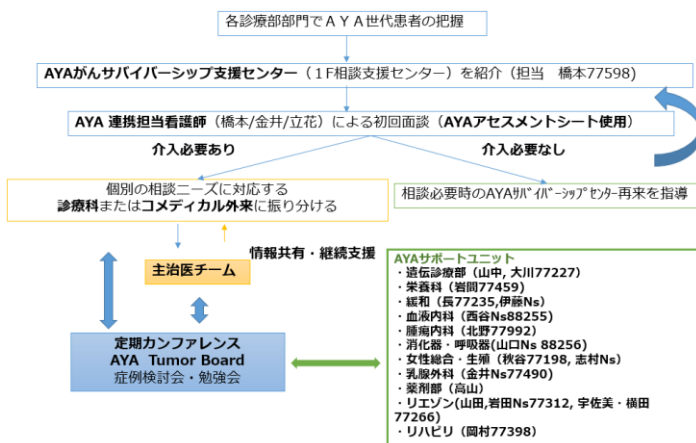 各診療部部門でＡＹＡ世代患者の把握
AYAがんサバイバーシップ支援センター（１F相談支援センター）を紹介（担当　橋本77598)
AYA 連携担当看護師（橋本/金井/立花）による初回面談（AYAアセスメントシート使用）
介入必要あり
介入必要なし
個別の相談ニーズに対応する
診療科またはコメディカル外来に振り分ける
相談必要時のAYAｻﾊﾞｲﾊﾞｰｼｯﾌﾟセンター再来を指導
情報共有・継続支援
主治医チーム
定期カンファレンス
AYA Tumor Board
症例検討会・勉強会
AYAサポートユニット
・遺伝診療部（山中, 大川77227)
・栄養科（岩間77459)
・緩和（長77235,伊藤Ns)
・血液内科（西谷Ns88255)
・腫瘍内科（北野77992)
・消化器・呼吸器(山口Ns 88256)
・女性総合・生殖（秋谷77198, 志村Ns)
・乳腺外科（金井Ns77490)
・薬剤部（高山）
・リエゾン(山田,岩田Ns77312, 宇佐美・横田
77266)
・リハビリ（岡村77398)